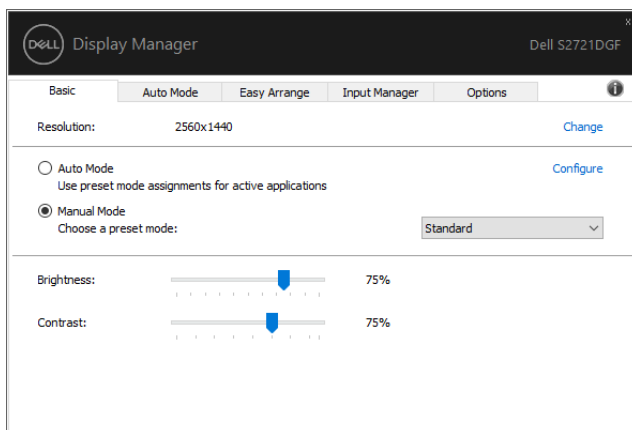 x
DELL Display Manager Dell S2721DGF
Basic Auto Mode Easy Arrange Input Manager Options i
Resolution: 2560x1440 Change
Auto Mode Configure
Use preset mode assignments for active applications
Manual Mode
Choose a preset mode: Standard
Brightness: 75%
Contrast: 75%